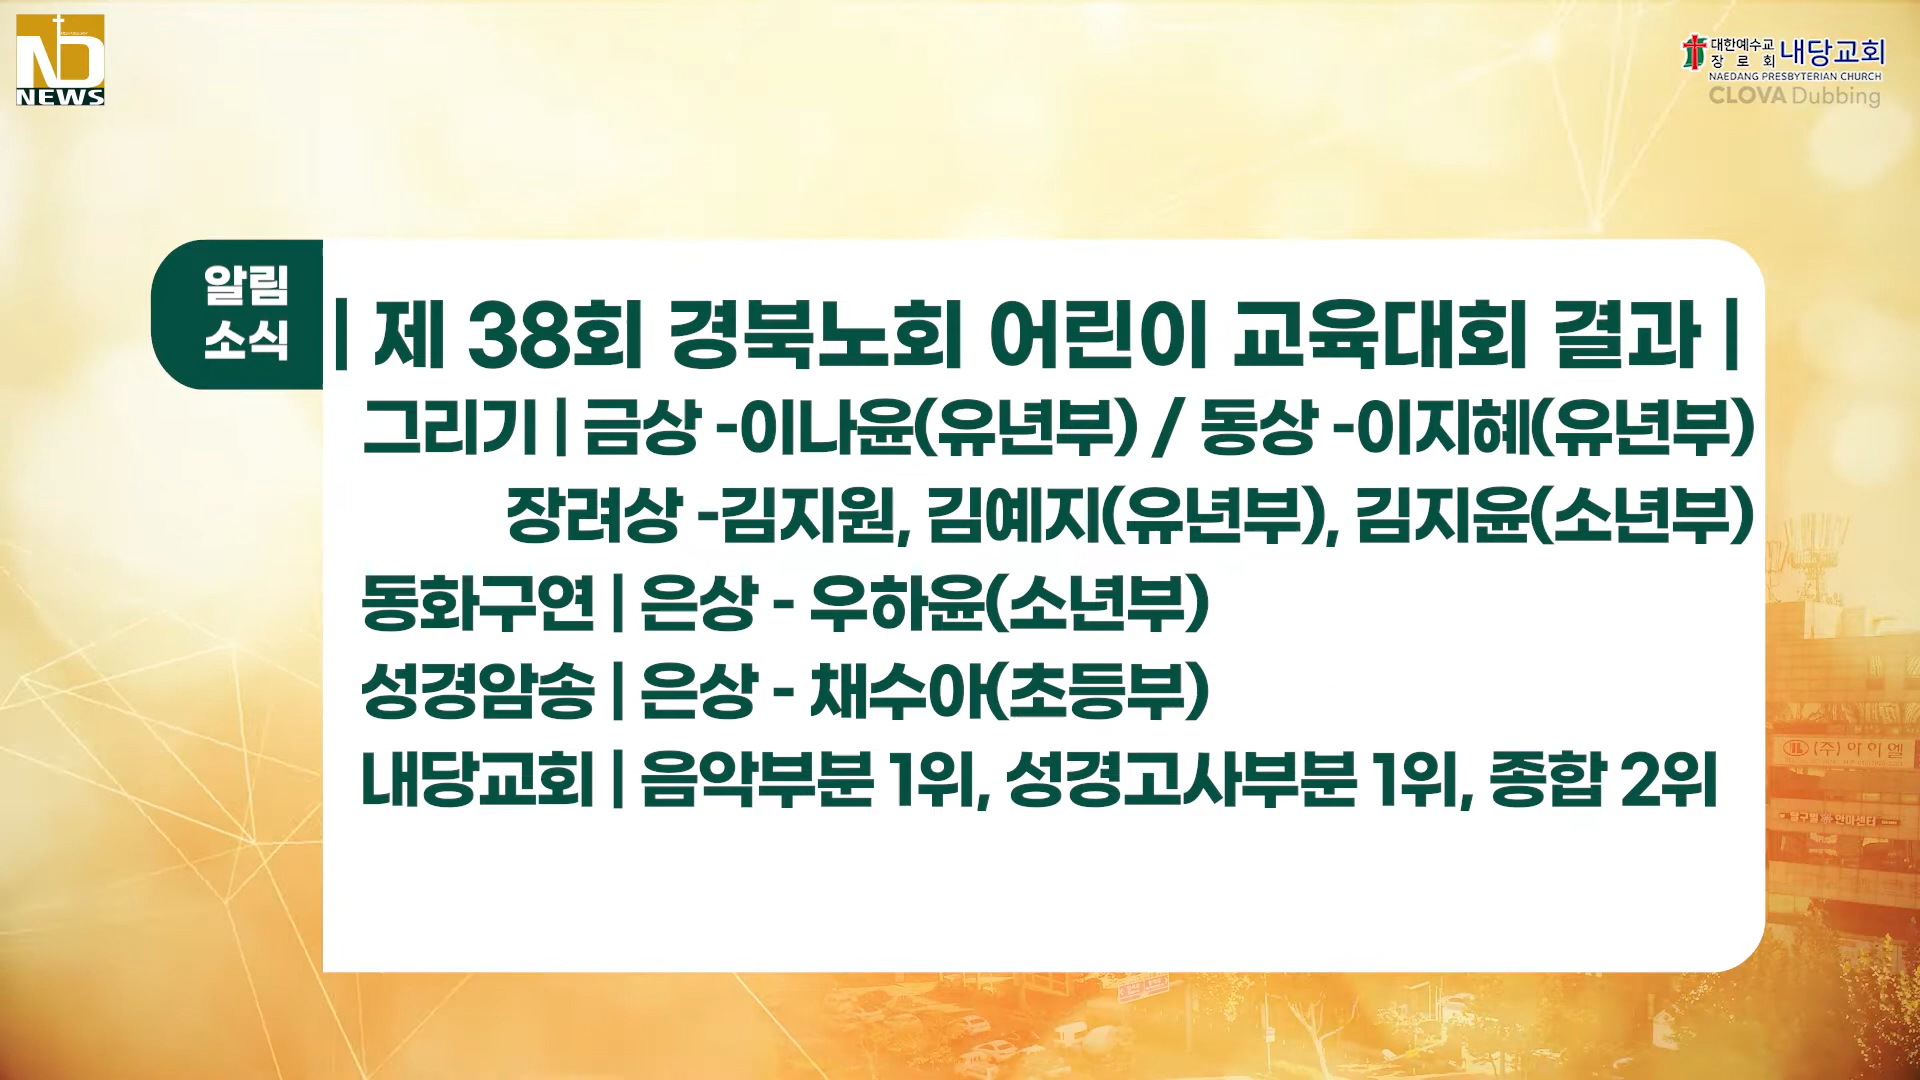 ND
NEWS
대한예수교
장로회
내당교회
NAEDANG PRESBYTERIAN CHURCH
CLOVA Dubbing
알림
소식
| 제 38회 경북노회 어린이 교육대회 결과 |
그리기 | 금상 -이나윤(유년부) / 동상 -이지혜(유년부)
장려상 -김지원, 김예지(유년부), 김지윤(소년부)
동화구연 | 은상 - 우하윤(소년부)
성경암송 | 은상 - 채수아(초등부)
내당교회 | 음악부분 1위, 성경고사부분 1위, 종합 2위
(주)아이엘
안마센터